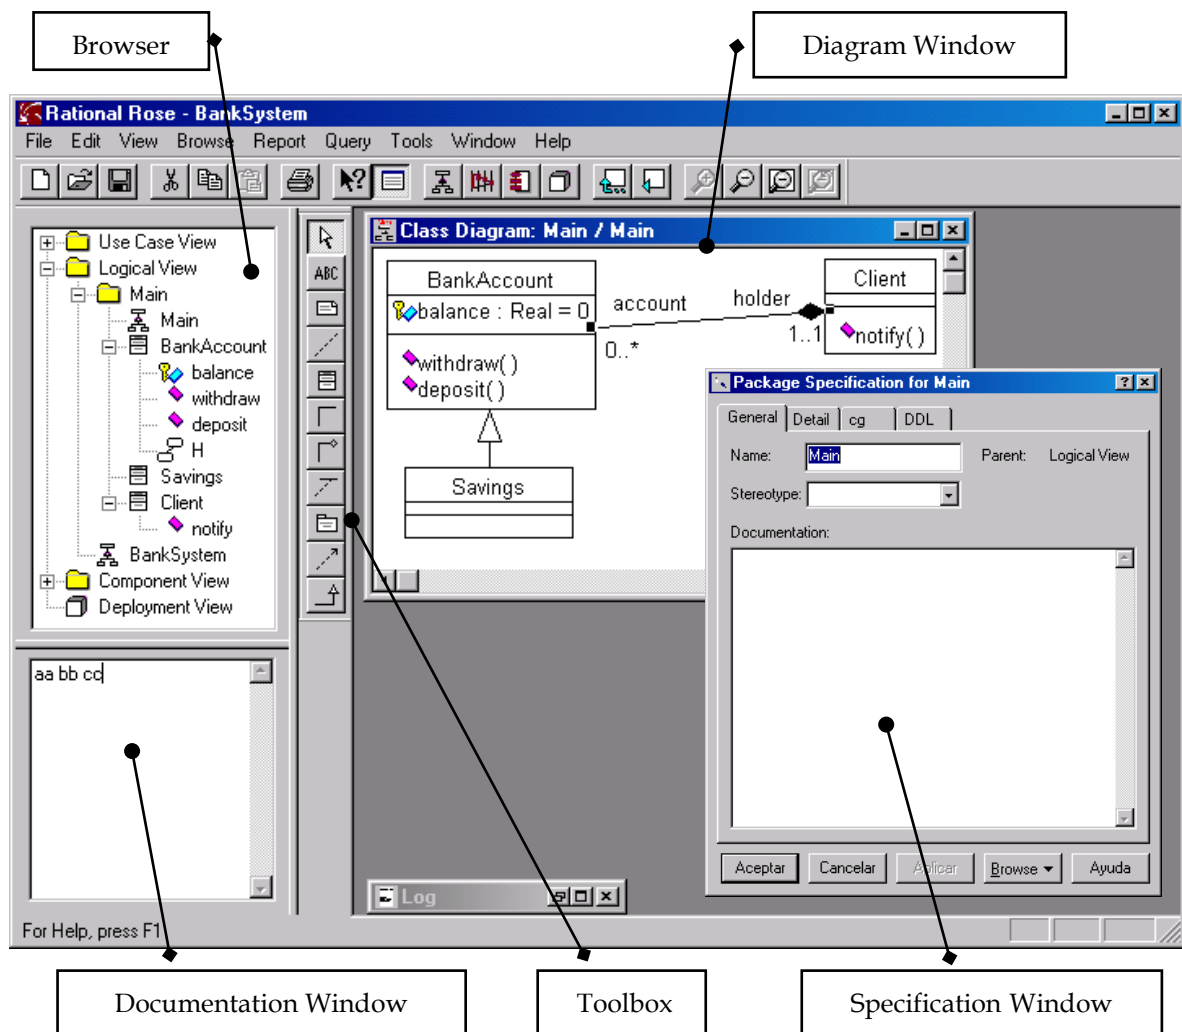 Browser
Diagram Window
Rational Rose - BankSystem
File Edit View Browse Report Query Tools Window Help
Use Case View
Logical View
Main
Main
BankAccount
balance
withdraw
deposit
H
Savings
Client
notify
BankSystem
Component View
Deployment View
aa bb cc
ABC
Class Diagram: Main / Main
BankAccount
balance : Real = 0
withdraw( )
deposit( )
account
holder
0..*
1..1
Client
notify( )
Savings
Package Specification for Main
General Detail cg DDL
Name: Main Parent: Logical View
Stereotype:
Documentation:
Aceptar Cancelar Aplicar Browse Ayuda
Log
For Help, press F1
Documentation Window
Toolbox
Specification Window